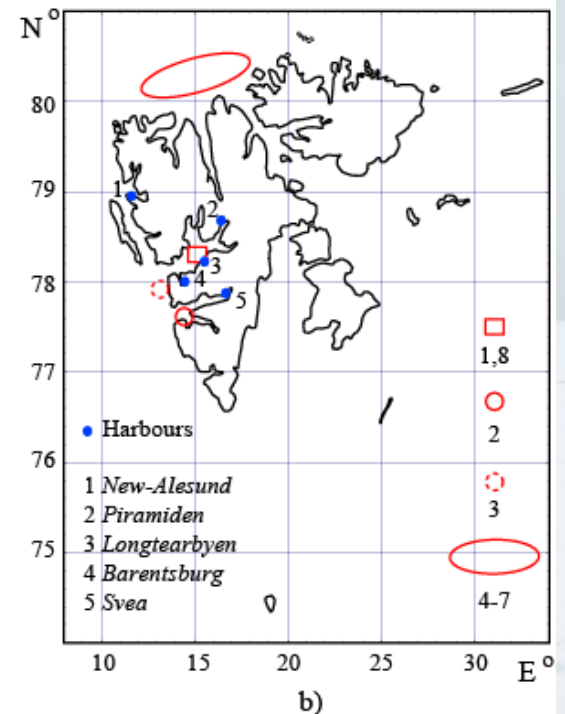 N°
80
79
78
77
76
75
1
2
3
4
5
1,8
2
3
4-7
Harbours
1 New-Alesund
2 Piramiden
3 Longtearbyen
4 Barentsburg
5 Svea
10 15 20 25 30 E°
b)